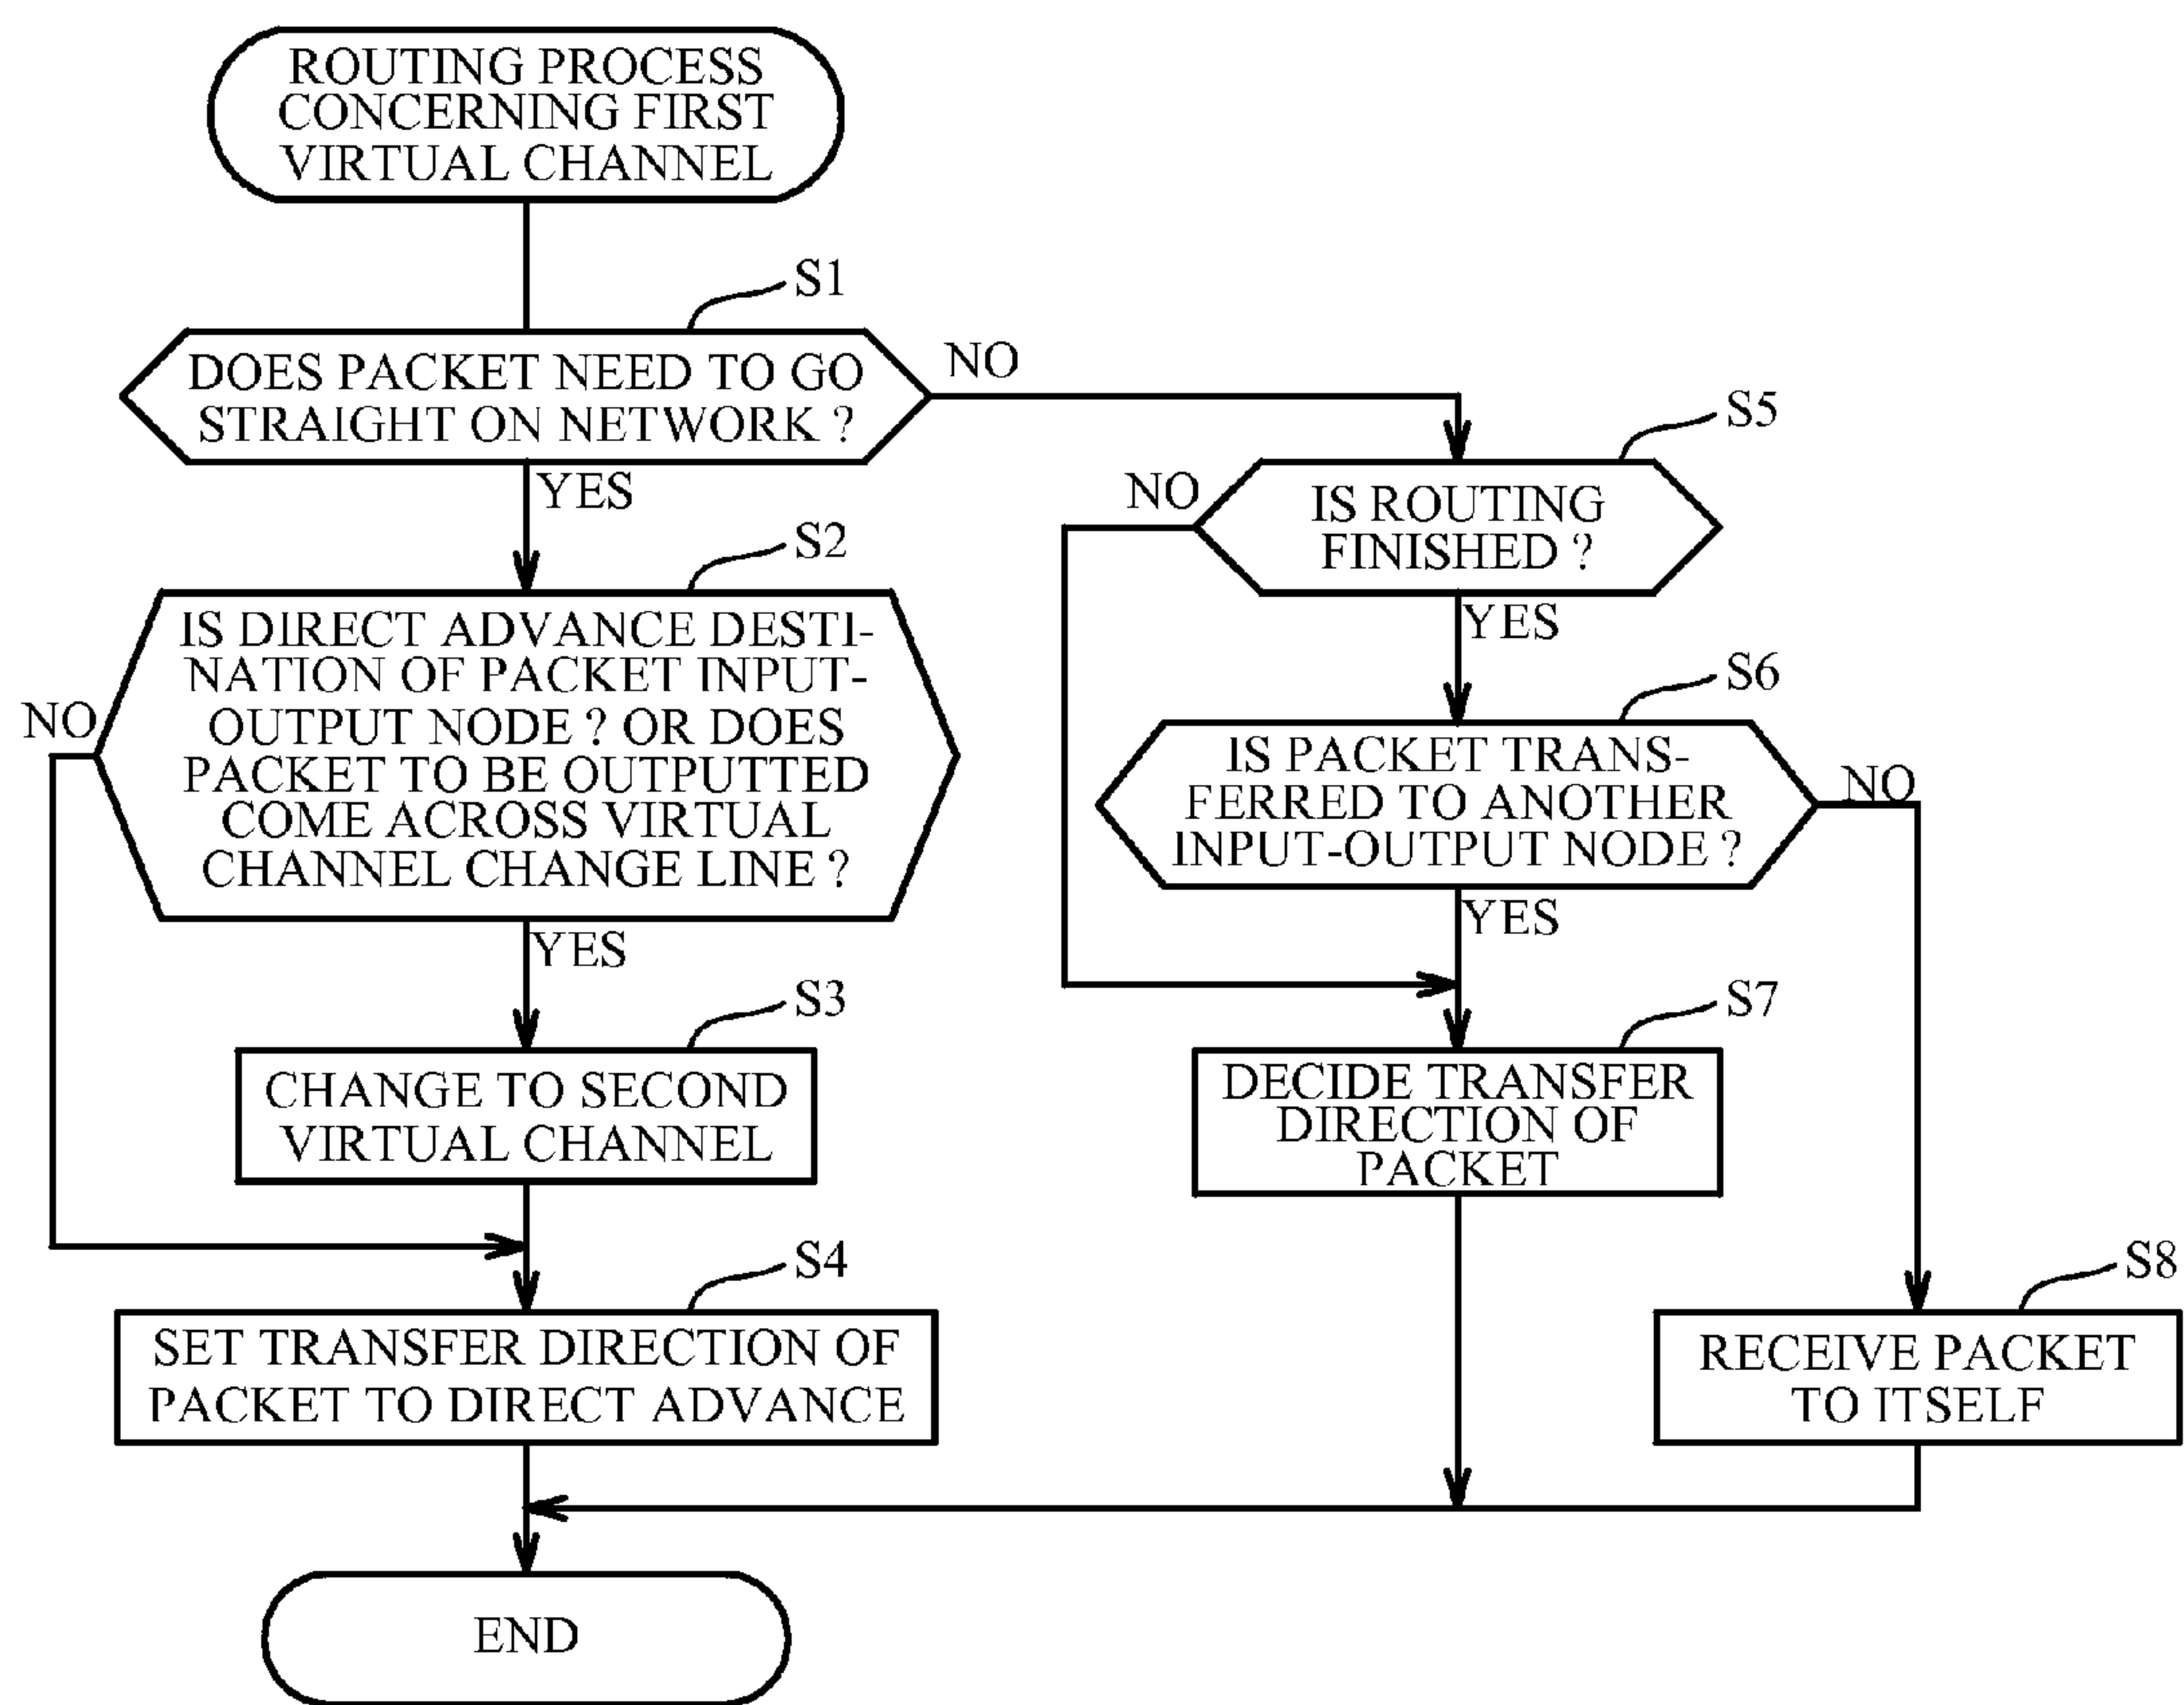 ROUTING PROCESS
CONCERNING FIRST
VIRTUAL CHANNEL
S1
DOES PACKET NEED TO GO
STRAIGHT ON NETWORK ?
NO
YES
S2
IS DIRECT ADVANCE DESTI-
NATION OF PACKET INPUT-
OUTPUT NODE ? OR DOES
PACKET TO BE OUTPUTTED
COME ACROSS VIRTUAL
CHANNEL CHANGE LINE ?
NO
YES
S3
CHANGE TO SECOND
VIRTUAL CHANNEL
S4
SET TRANSFER DIRECTION OF
PACKET TO DIRECT ADVANCE
S5
IS ROUTING
FINISHED ?
NO
YES
S6
IS PACKET TRANS-
FERRED TO ANOTHER
INPUT-OUTPUT NODE ?
NO
YES
S7
DECIDE TRANSFER
DIRECTION OF
PACKET
S8
RECEIVE PACKET
TO ITSELF
END